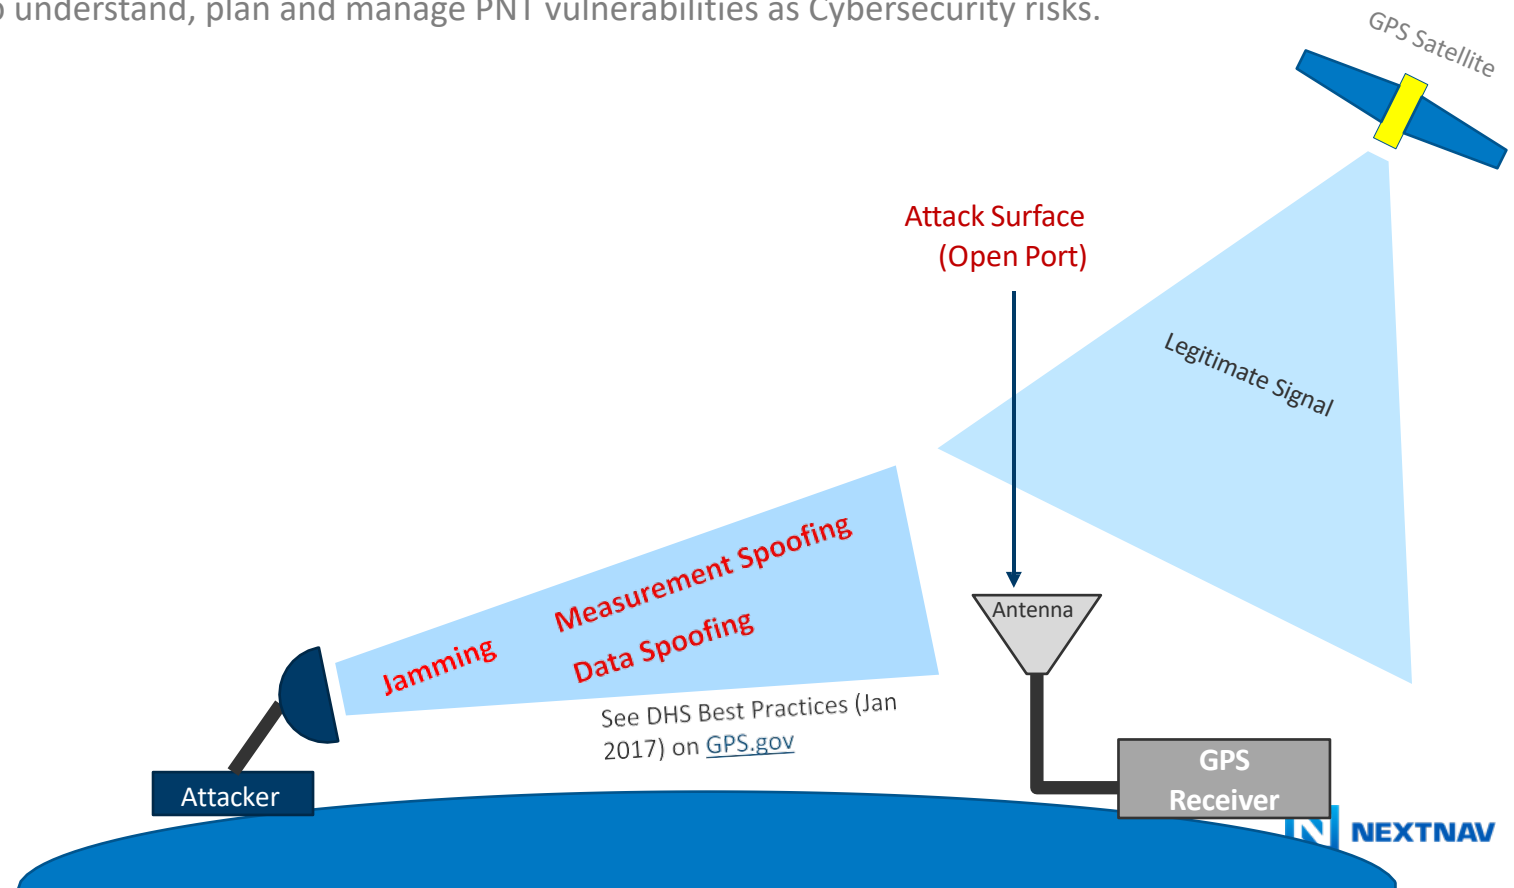 understand, plan and manage PNT vulnerabilities as Cybersecurity risks.
GPS Satellite
Attack Surface
(Open Port)
Legitimate Signal
Measurement Spoofing
Jamming
Data Spoofing
Antenna
See DHS Best Practices (Jan
2017) on GPS.gov
GPS
Receiver
Attacker
NEXTNAV